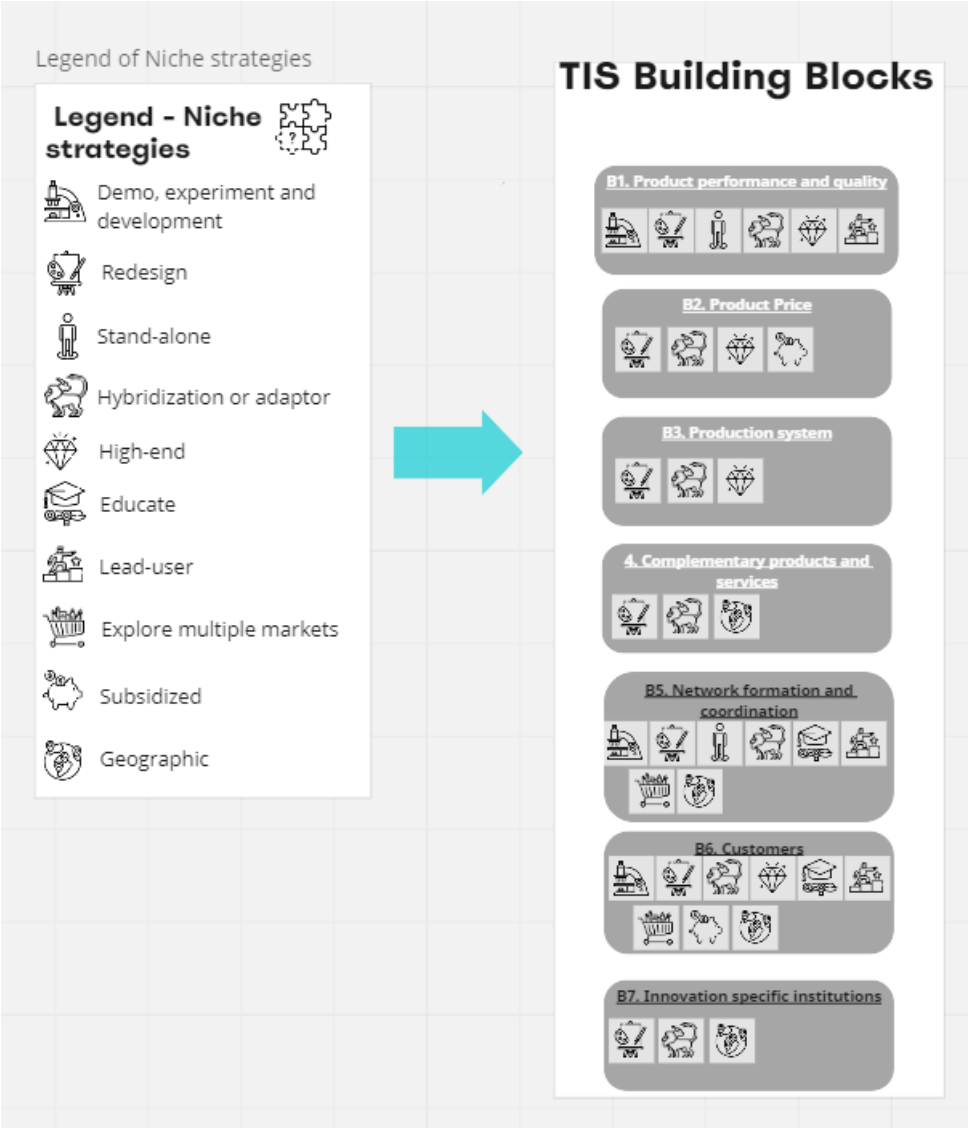 Legend of Niche strategies
Legend - Niche
strategies
?
Demo, experiment and
development
Redesign
Stand-alone
Hybridization or adaptor
High-end
Educate
Lead-user
Explore multiple markets
Subsidized
Geographic
TIS Building Blocks
B1. Product performance and quality
B2. Product Price
B3. Production system
4. Complementary products and
services
B5. Network formation and
coordination
B6. Customers
B7. Innovation specific institutions